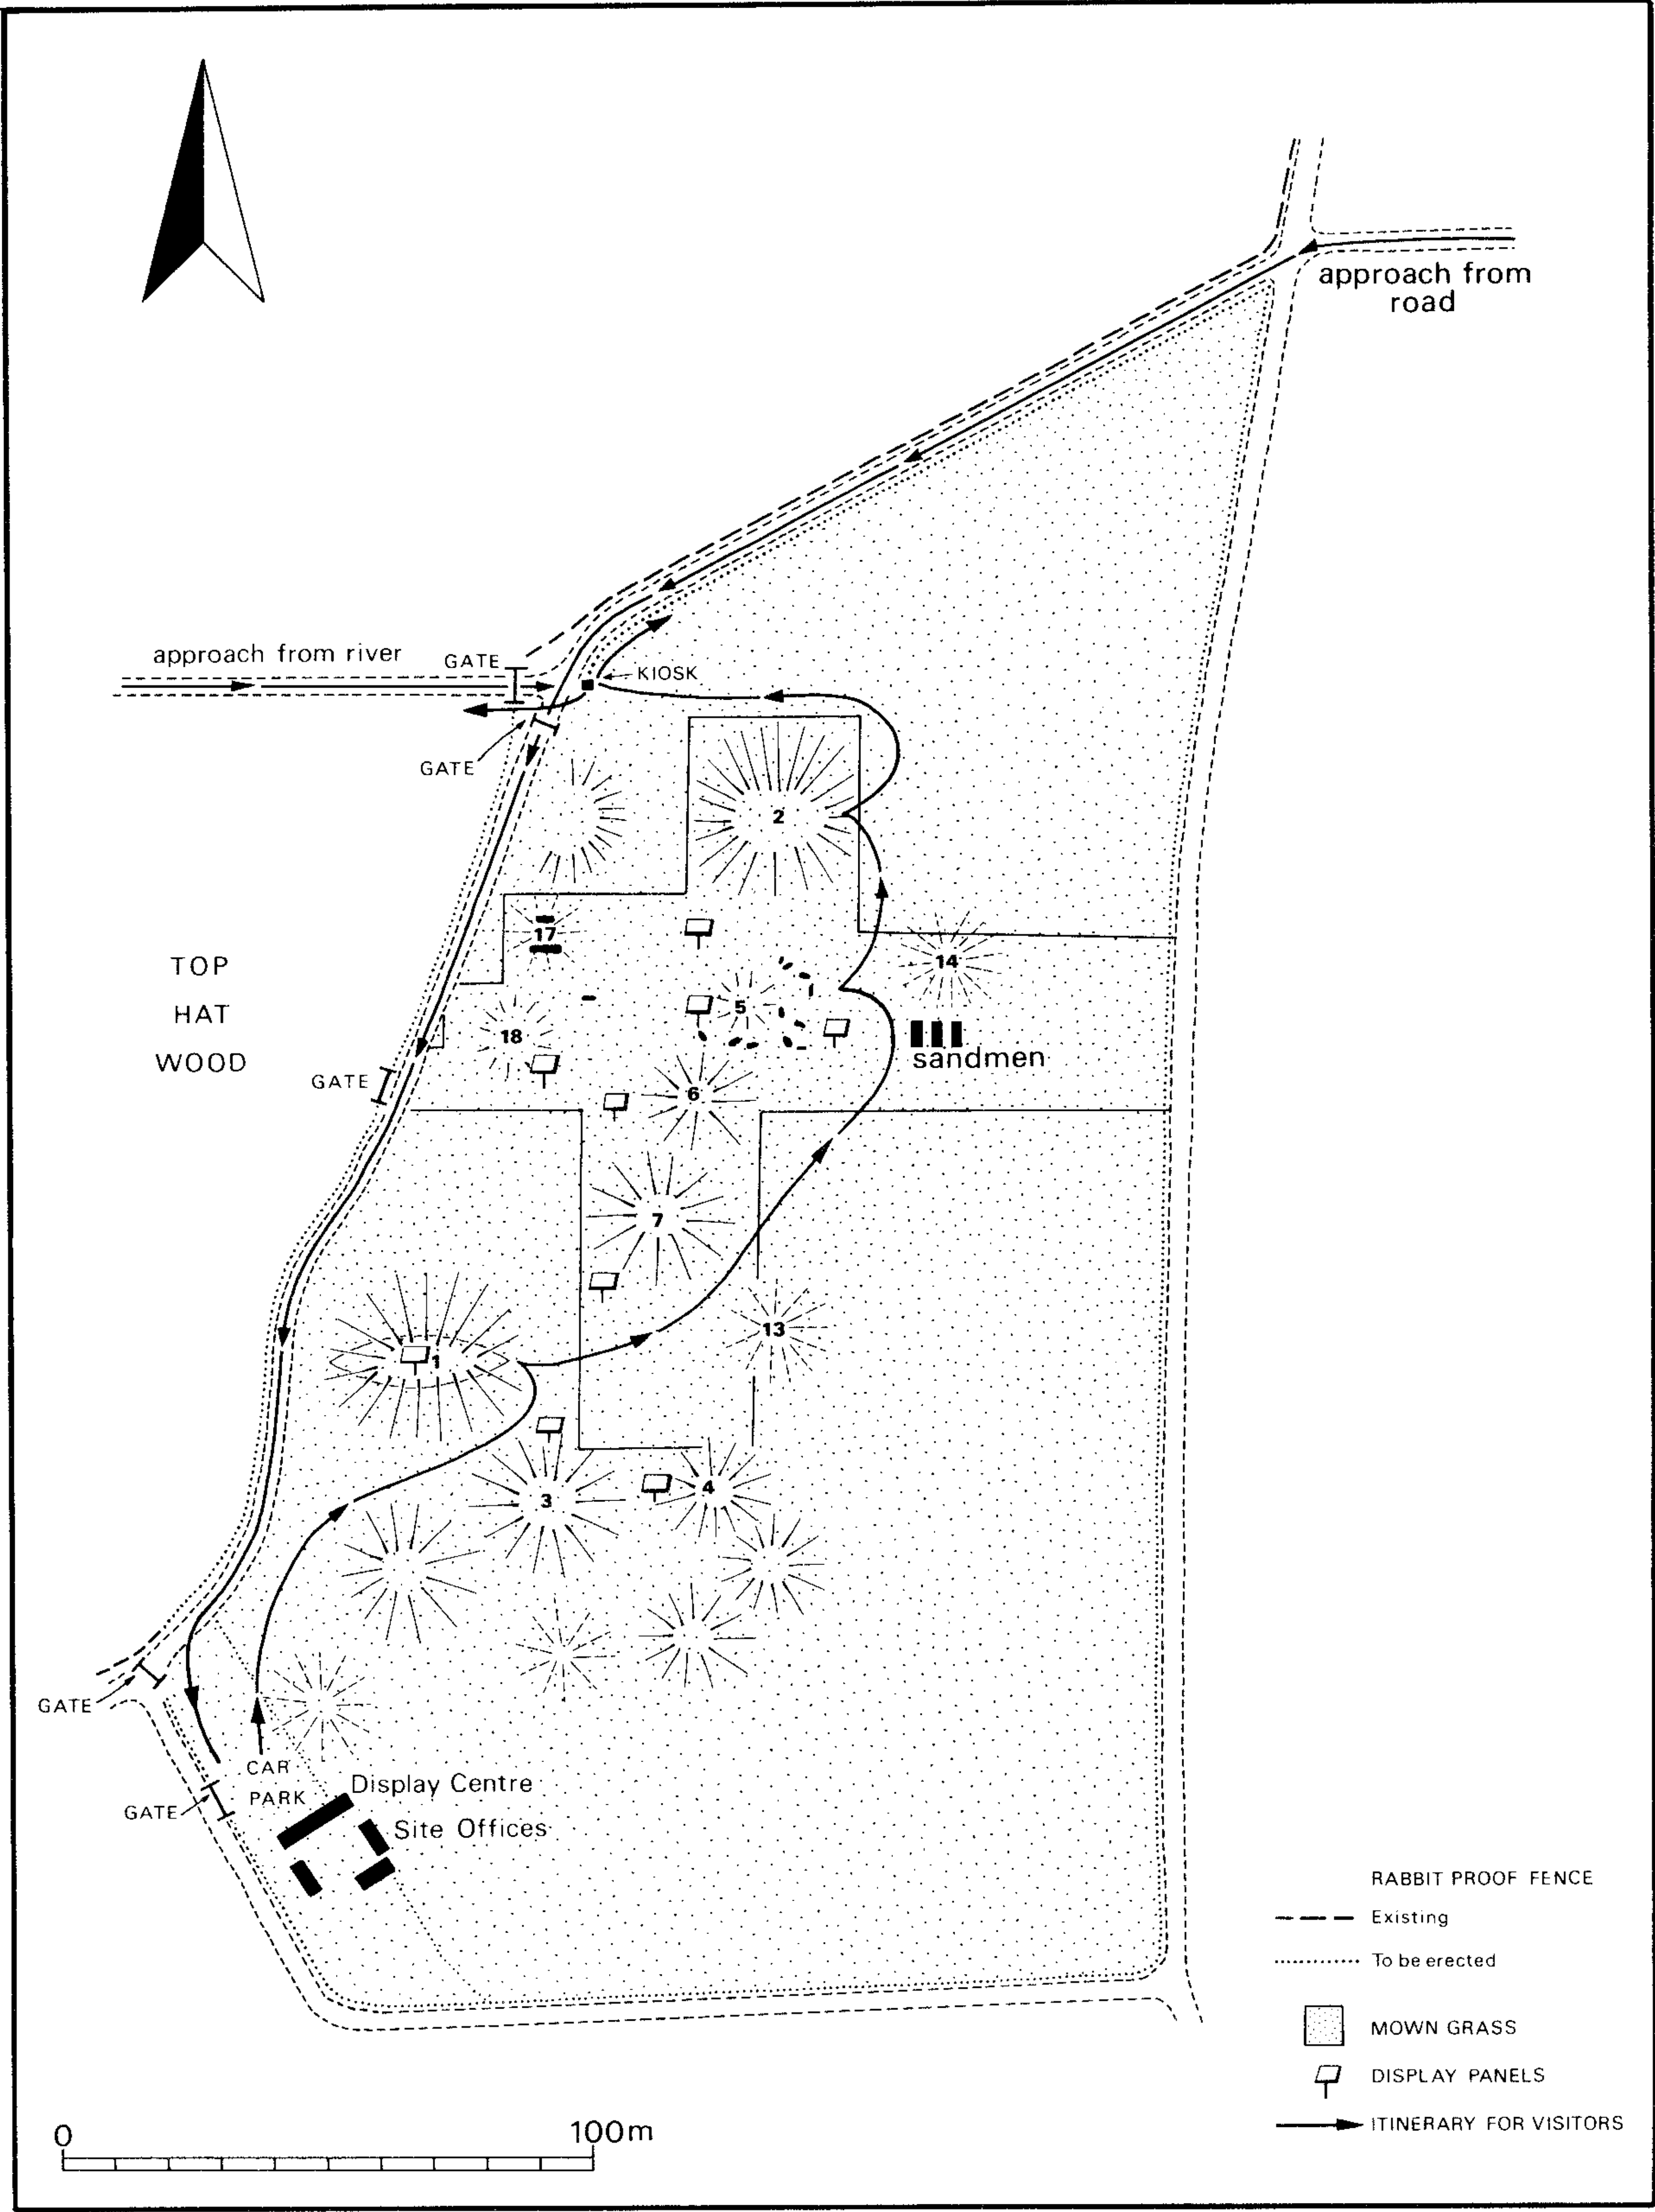 approach from
road
approach from river
GATE
KIOSK
GATE
2
17
14
TOP
HAT
WOOD
5
18
sandmen
GATE
6
7
13
1
3
4
GATE
CAR
PARK
Display Centre
GATE
Site Offices
RABBIT PROOF FENCE
Existing
To be erected
MOWN GRASS
DISPLAY PANELS
ITINERARY FOR VISITORS
0
100m